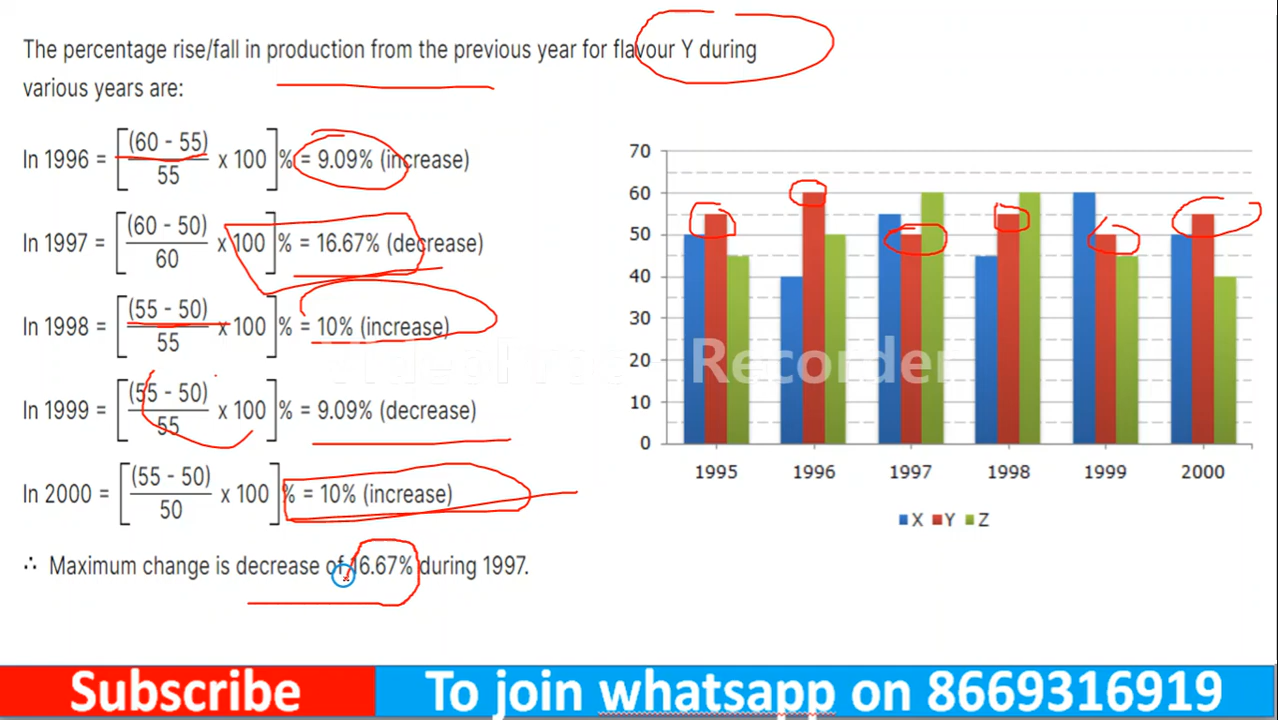 The percentage rise/fall in production from the previous year for flavour Y during
various years are:
In 1996 = [(60 - 55)/55 x 100]% = 9.09% (increase)
In 1997 = [(60 - 50)/60 x 100]% = 16.67% (decrease)
In 1998 = [(55 - 50)/55 x 100]% = 10% (increase)
In 1999 = [(55 - 50)/55 x 100]% = 9.09% (decrease)
In 2000 = [(55 - 50)/50 x 100]% = 10% (increase)
∴ Maximum change is decrease of 16.67% during 1997.
70
60
50
40
30
20
10
0
1995 1996 1997 1998 1999 2000
X Y Z
Recorder
Subscribe
To join whatsapp on 8669316919